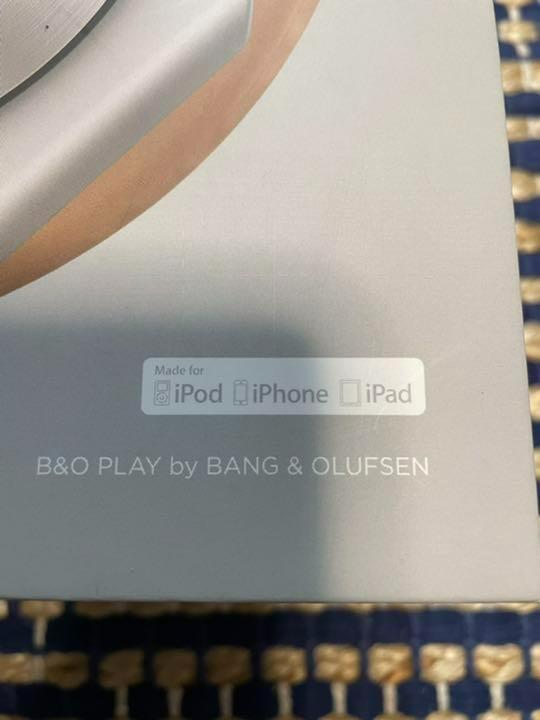 Made for
iPod iPhone iPad
B&O PLAY by BANG & OLUFSEN